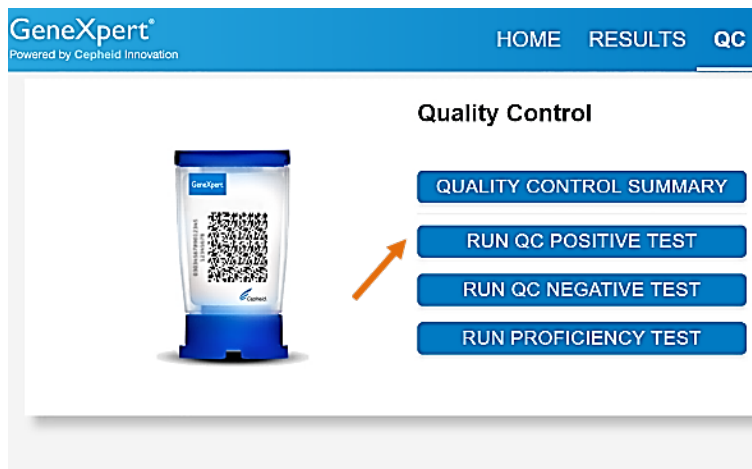 GeneXpert®
Powered by Cepheid Innovation
HOME RESULTS QC
Quality Control
QUALITY CONTROL SUMMARY
RUN QC POSITIVE TEST
RUN QC NEGATIVE TEST
RUN PROFICIENCY TEST
GeneXpert
Cepheid